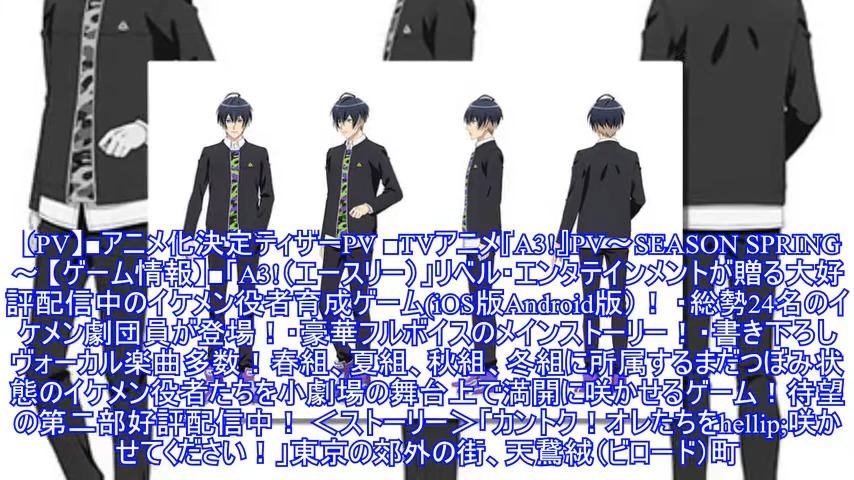 【PV】■アニメ化決定ティザーPV ■TVアニメ『A3!』PV～SEASON SPRING
～【ゲーム情報】■「A3!（エースリー）」リベル・エンタテインメントが贈る大好
評配信中のイケメン役者育成ゲーム(iOS版Android版）！ ・総勢24名のイ
ケメン劇団員が登場！・豪華フルボイスのメインストーリー！・書き下ろし
ヴォーカル楽曲多数！春組、夏組、秋組、冬組に所属するまだつぼみ状
態のイケメン役者たちを小劇場の舞台上で満開に咲かせるゲーム！待望
の第二部好評配信中！ ＜ストーリー＞「カントク！オレたちをhellip;咲か
せてください！」東京の郊外の街、天鵞絨（ビロード）町